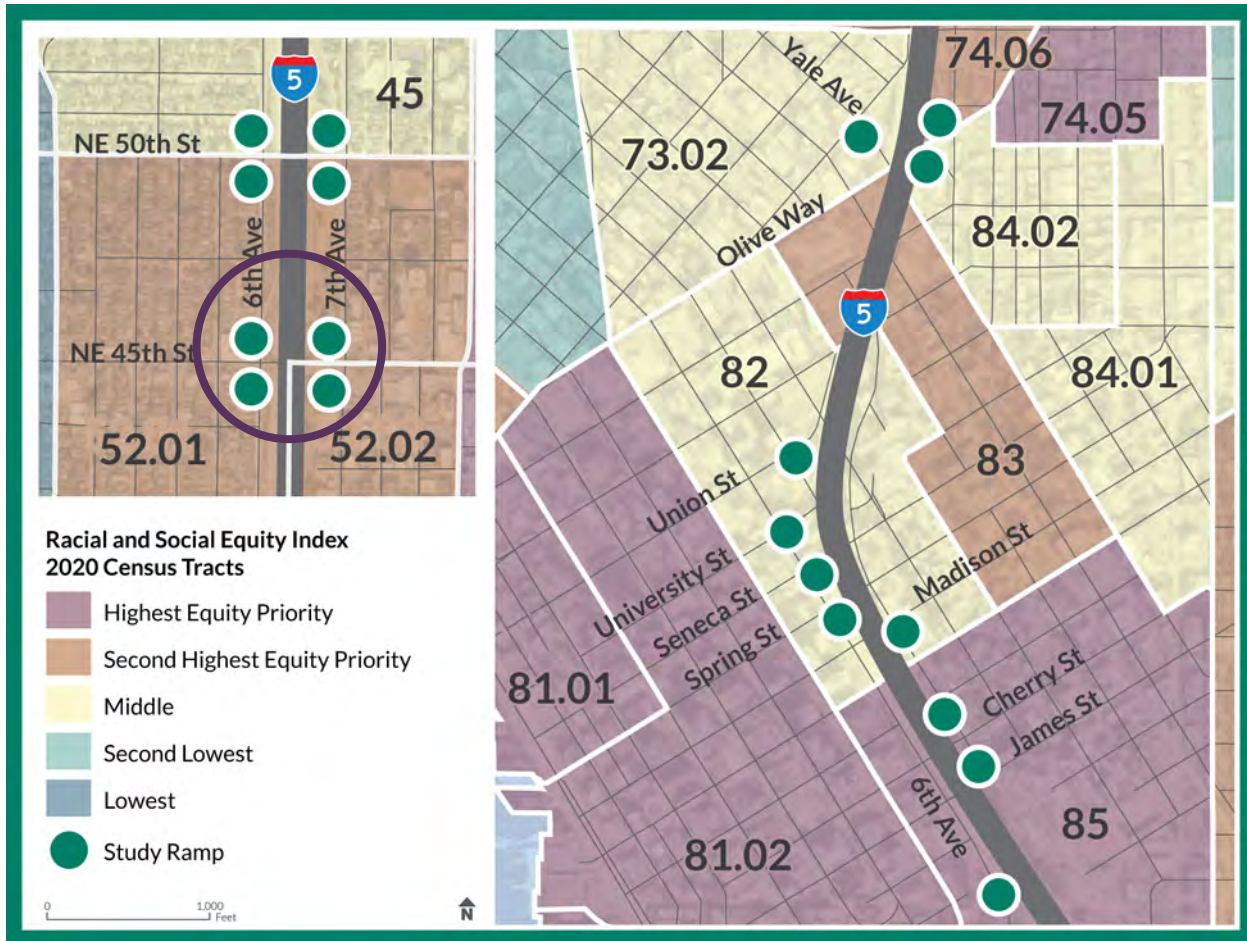 5
45
NE 50th St
6th Ave
7th Ave
NE 45th St
52.01
52.02
Racial and Social Equity Index
2020 Census Tracts
Highest Equity Priority
Second Highest Equity Priority
Middle
Second Lowest
Lowest
Study Ramp
0
1,000
Feet
N
74.06
Yale Ave
74.05
73.02
Olive Way
84.02
5
82
84.01
83
Union St
University St
Madison St
Seneca St
Spring St
81.01
Cherry St
James St
6th Ave
85
81.02